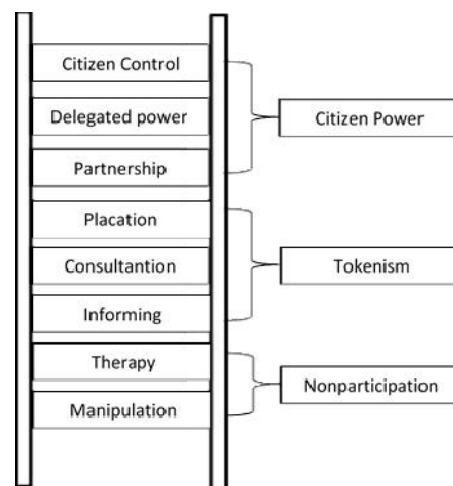 Citizen Control
Delegated power
Citizen Power
Partnership
Placation
Consultantion
Tokenism
Informing
Therapy
Nonparticipation
Manipulation